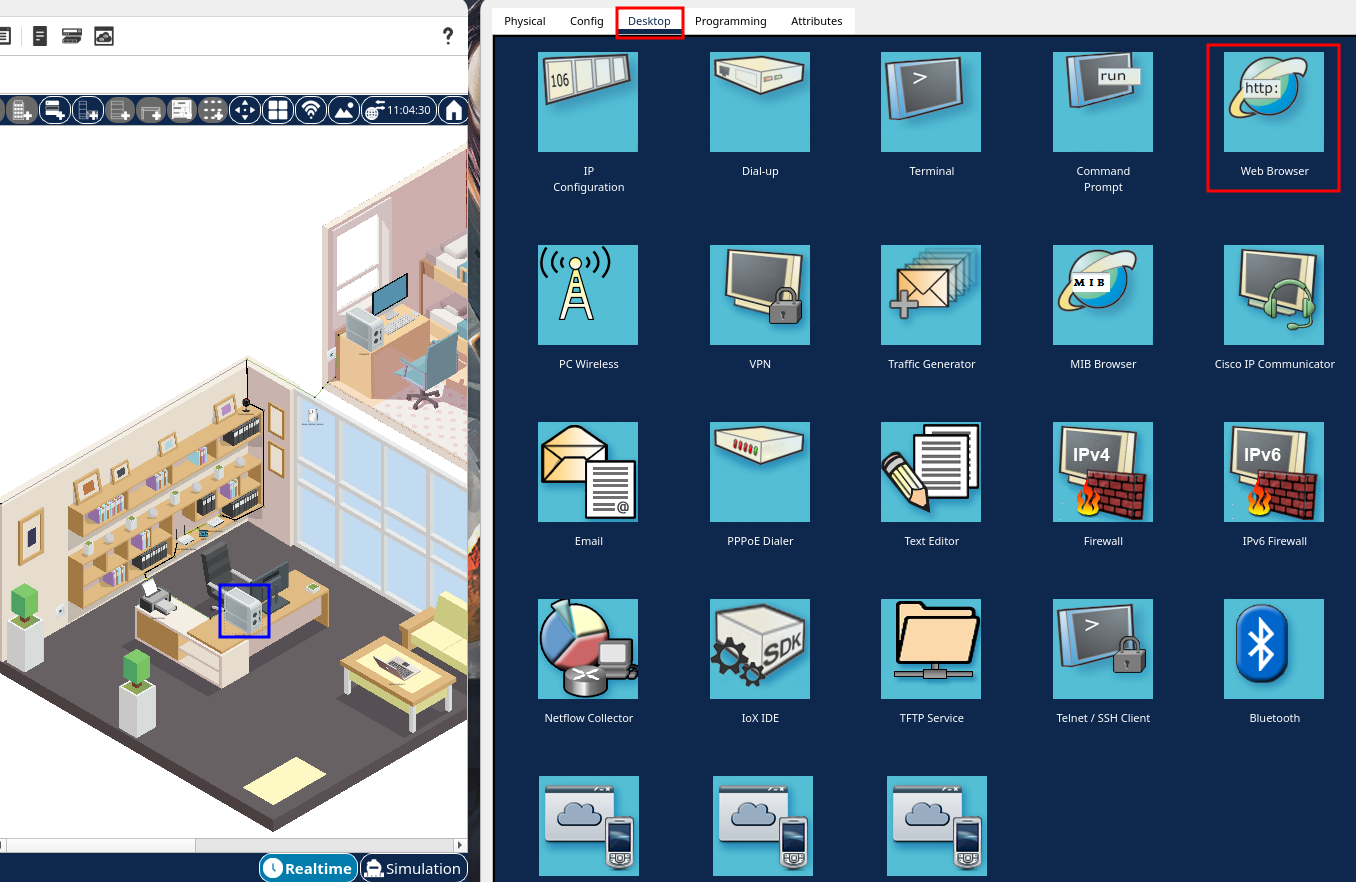 Physical
Config
Desktop
Programming
Attributes
?
11:04:30
106
>
run
http:
IP
Configuration
Dial-up
Terminal
Command
Prompt
Web Browser
MIB
PC Wireless
VPN
Traffic Generator
MIB Browser
Cisco IP Communicator
@
IPv4
IPv6
Email
PPPoE Dialer
Text Editor
Firewall
IPv6 Firewall
SDK
>
Netflow Collector
IoX IDE
TFTP Service
Telnet / SSH Client
Bluetooth
Realtime
Simulation